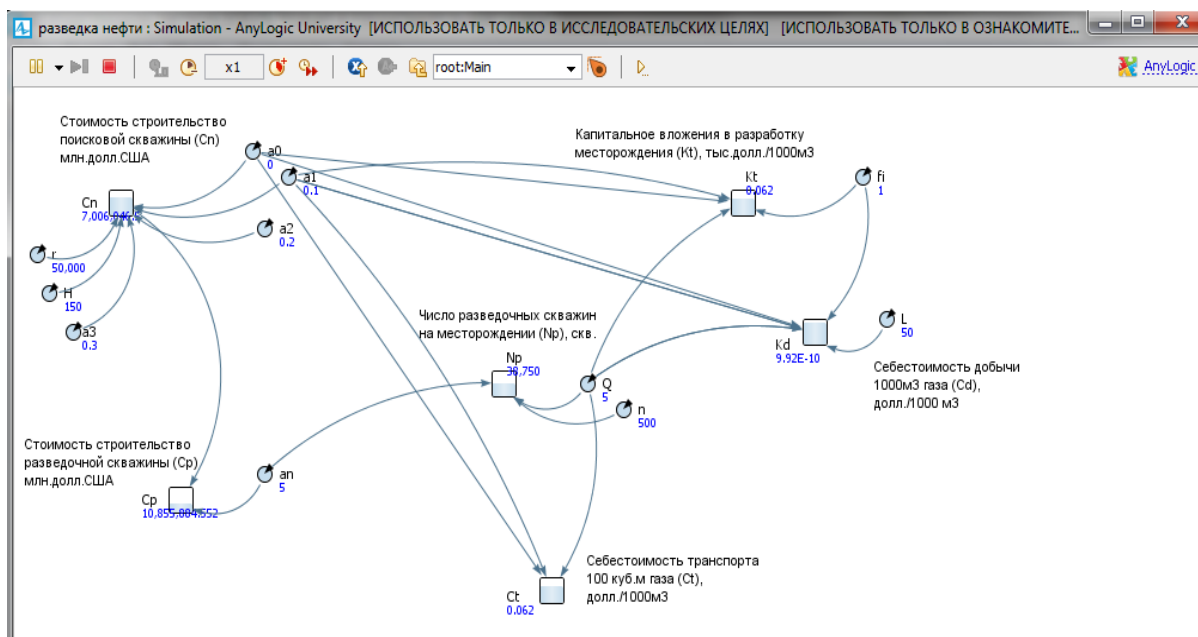 разведка нефти : Simulation - AnyLogic University [ИСПОЛЬЗОВАТЬ ТОЛЬКО В ИССЛЕДОВАТЕЛЬСКИХ ЦЕЛЯХ] [ИСПОЛЬЗОВАТЬ ТОЛЬКО В ОЗНАКОМИТЕ...
x1
root:Main
AnyLogic
Стоимость строительство
поисковой скважины (Cn)
млн.долл.США
a0
0
a1
0.1
Cn
a2
0.2
r
50,000
H
150
a3
0.3
Капитальное вложения в разработку
месторождения (Kt), тыс.долл./1000м3
Kt
0.062
fi
1
L
50
Kd
9.92E-10
Себестоимость добычи
1000м3 газа (Cd),
долл./1000 м3
Число разведочных скважин
на месторождении (Np), скв.
Np
38,750
Q
5
n
500
Стоимость строительство
разведочной скважины (Cp)
млн.долл.США
an
5
Cp
10,855,004.552
Себестоимость транспорта
100 куб.м газа (Ct),
долл./1000м3
Ct
0.062